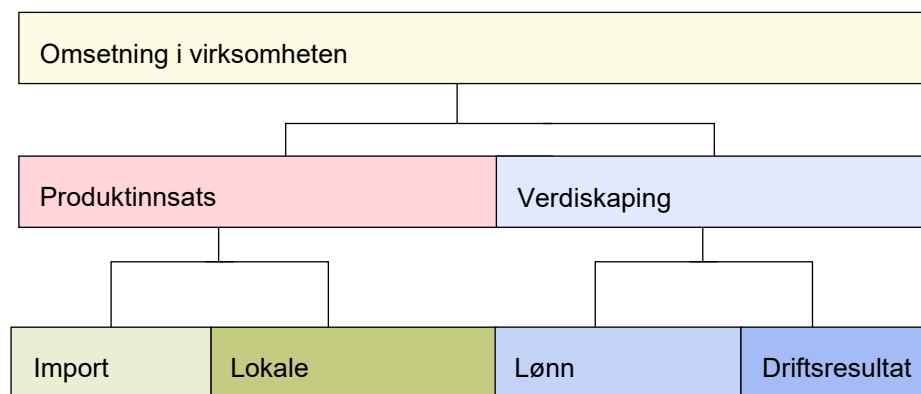 Omsetning i virksomheten
Produktinnsats
Verdiskaping
Import
Lokale
Lønn
Driftsresultat